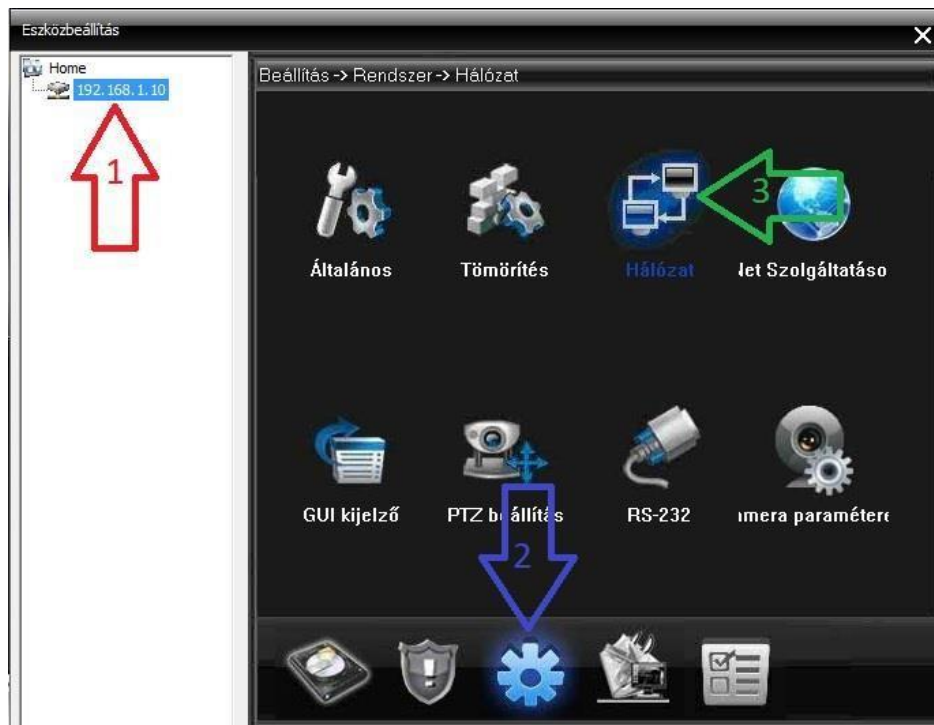 Eszközbeállítás
Home
192.168.1.10
Beállítás -> Rendszer -> Hálózat
1
3
Általános
Tömörítés
Hálózat
let Szolgáltatáso
GUI kijelző
PTZ beállítás
RS-232
ımera paramétere
2